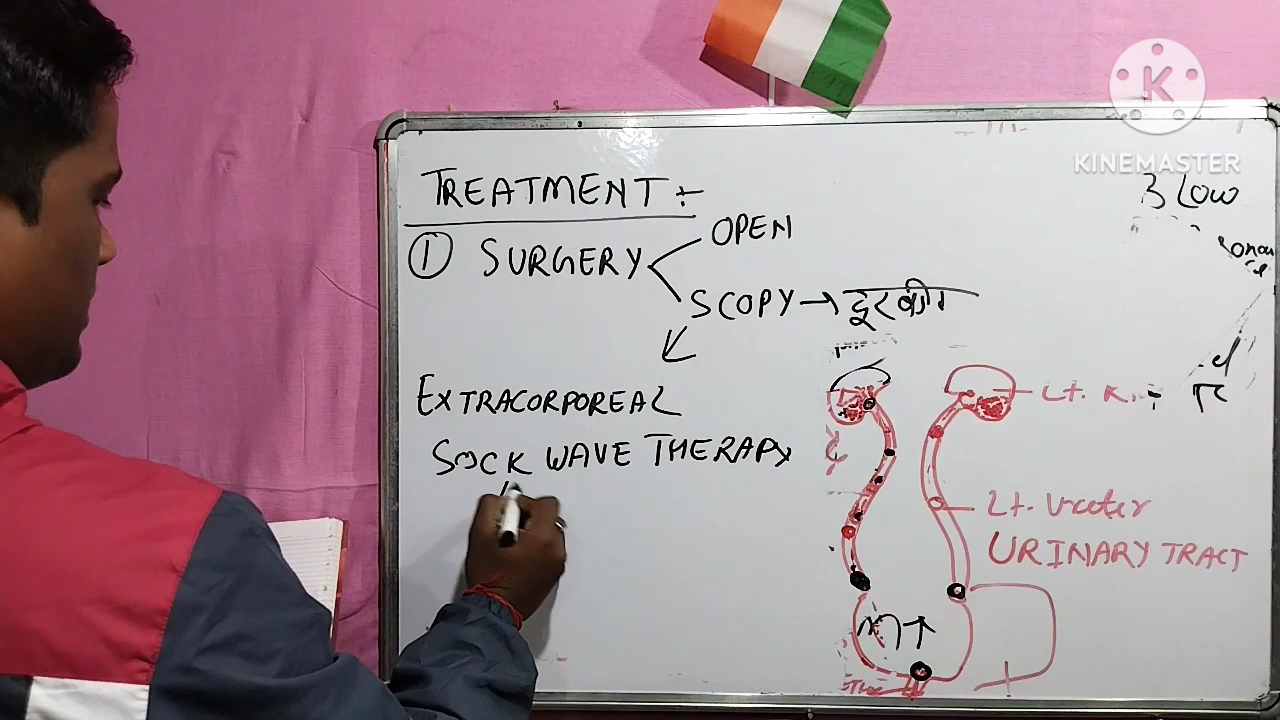 TREATMENT :-
① SURGERY
OPEN
SCOPY → दूरबीन
EXTRACORPOREAL
SOCK WAVE THERAPY
Lt. Ureter
URINARY TRACT
KINEMASTER